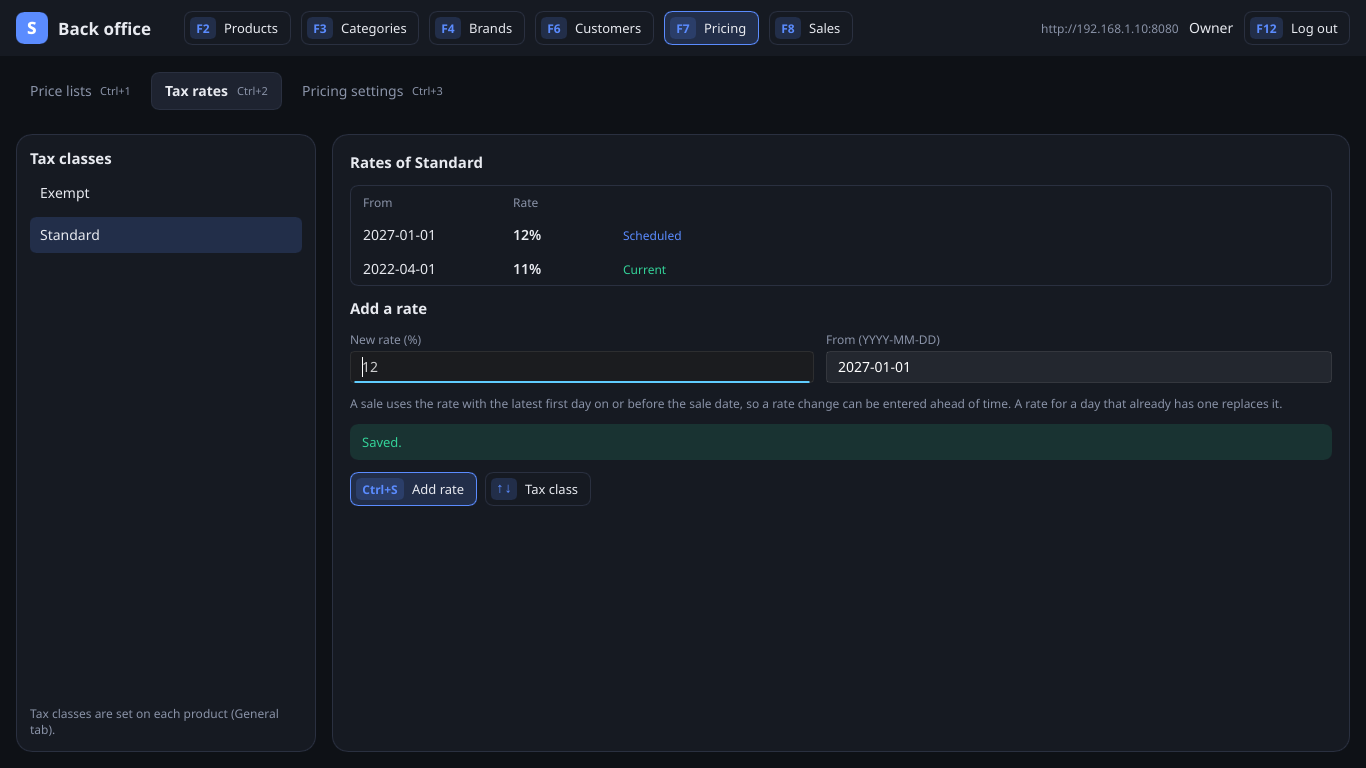 S Back office F2 Products F3 Categories F4 Brands F6 Customers F7 Pricing F8 Sales http://192.168.1.10:8080 Owner F12 Log out
Price lists Ctrl+1 Tax rates Ctrl+2 Pricing settings Ctrl+3
Tax classes
Exempt
Standard
Tax classes are set on each product (General
tab).
Rates of Standard
From Rate
2027-01-01 12% Scheduled
2022-04-01 11% Current
Add a rate
New rate (%) From (YYYY-MM-DD)
12 2027-01-01
A sale uses the rate with the latest first day on or before the sale date, so a rate change can be entered ahead of time. A rate for a day that already has one replaces it.
Saved.
Ctrl+S Add rate ↑↓ Tax class